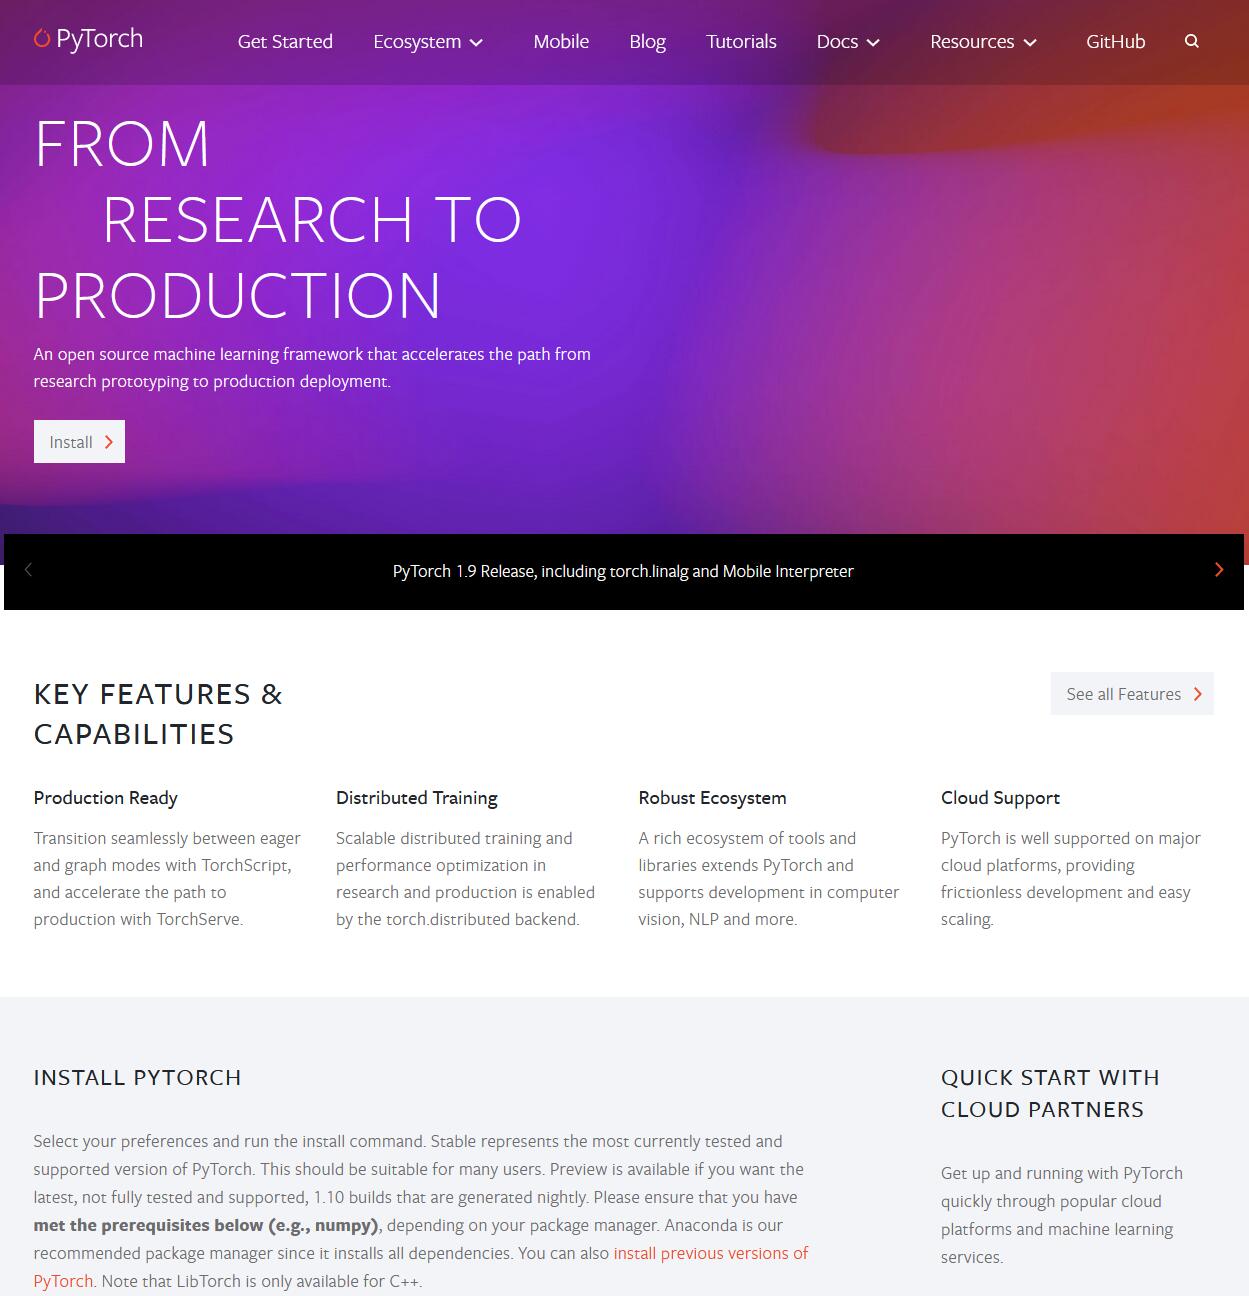 PyTorch
Get Started
Ecosystem
Mobile
Blog
Tutorials
Docs
Resources
GitHub
FROM
RESEARCH TO
PRODUCTION
An open source machine learning framework that accelerates the path from
research prototyping to production deployment.
Install
PyTorch 1.9 Release, including torch.linalg and Mobile Interpreter
KEY FEATURES &
CAPABILITIES
See all Features
Production Ready
Transition seamlessly between eager
and graph modes with TorchScript,
and accelerate the path to
production with TorchServe.
Distributed Training
Scalable distributed training and
performance optimization in
research and production is enabled
by the torch.distributed backend.
Robust Ecosystem
A rich ecosystem of tools and
libraries extends PyTorch and
supports development in computer
vision, NLP and more.
Cloud Support
PyTorch is well supported on major
cloud platforms, providing
frictionless development and easy
scaling.
INSTALL PYTORCH
Select your preferences and run the install command. Stable represents the most currently tested and
supported version of PyTorch. This should be suitable for many users. Preview is available if you want the
latest, not fully tested and supported, 1.10 builds that are generated nightly. Please ensure that you have
met the prerequisites below (e.g., numpy), depending on your package manager. Anaconda is our
recommended package manager since it installs all dependencies. You can also install previous versions of
PyTorch. Note that LibTorch is only available for C++.
QUICK START WITH
CLOUD PARTNERS
Get up and running with PyTorch
quickly through popular cloud
platforms and machine learning
services.